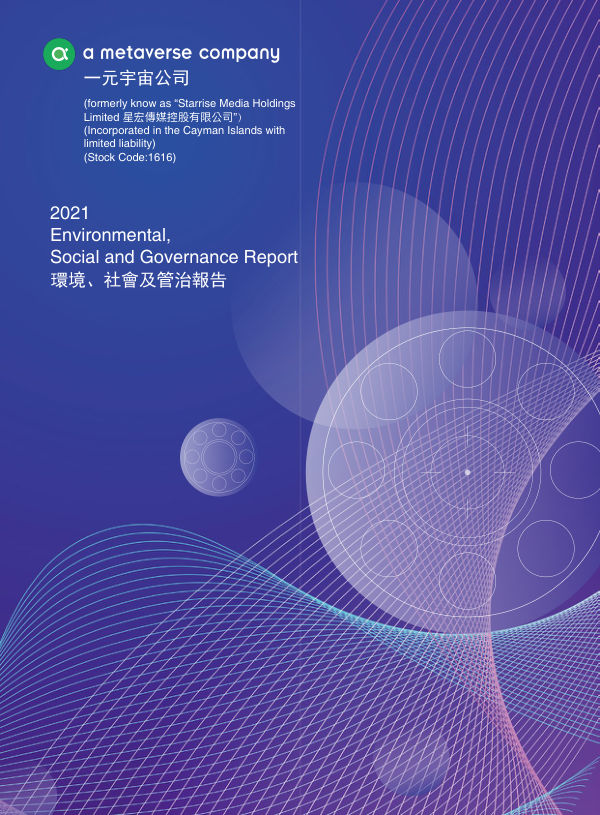 a metaverse company
一元宇宙公司
(formerly know as “Starrise Media Holdings
Limited 星宏傳媒控股有限公司”)
(Incorporated in the Cayman Islands with
limited liability)
(Stock Code:1616)
2021
Environmental,
Social and Governance Report
環境、社會及管治報告